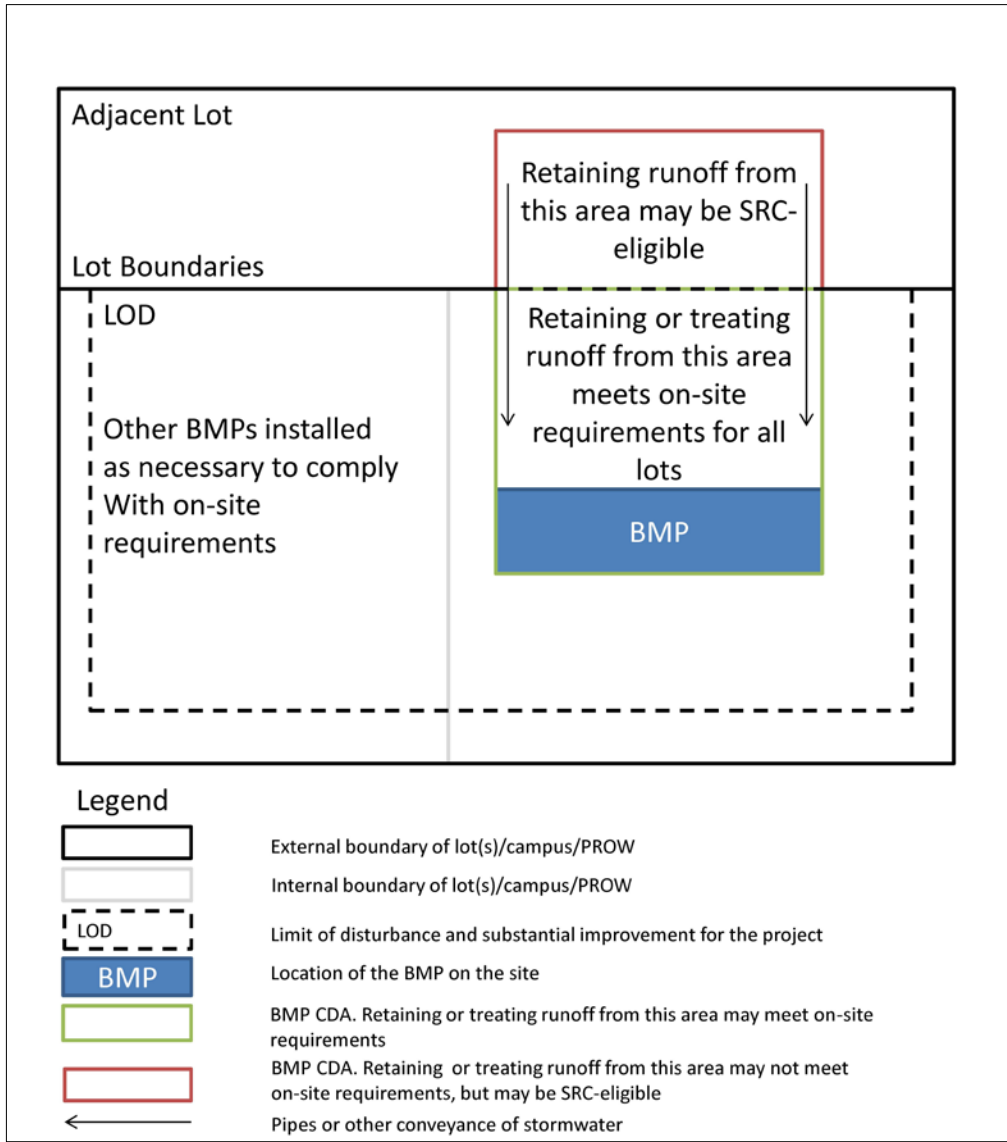 Adjacent Lot
Retaining runoff from
this area may be SRC-
eligible
Lot Boundaries
LOD
Retaining or treating
runoff from this area
meets on-site
requirements for all
lots
Other BMPs installed
as necessary to comply
With on-site
requirements
BMP
Legend
External boundary of lot(s)/campus/PROW
Internal boundary of lot(s)/campus/PROW
LOD
Limit of disturbance and substantial improvement for the project
BMP
Location of the BMP on the site
BMP CDA. Retaining or treating runoff from this area may meet on-site
requirements
BMP CDA. Retaining or treating runoff from this area may not meet
on-site requirements, but may be SRC-eligible
Pipes or other conveyance of stormwater